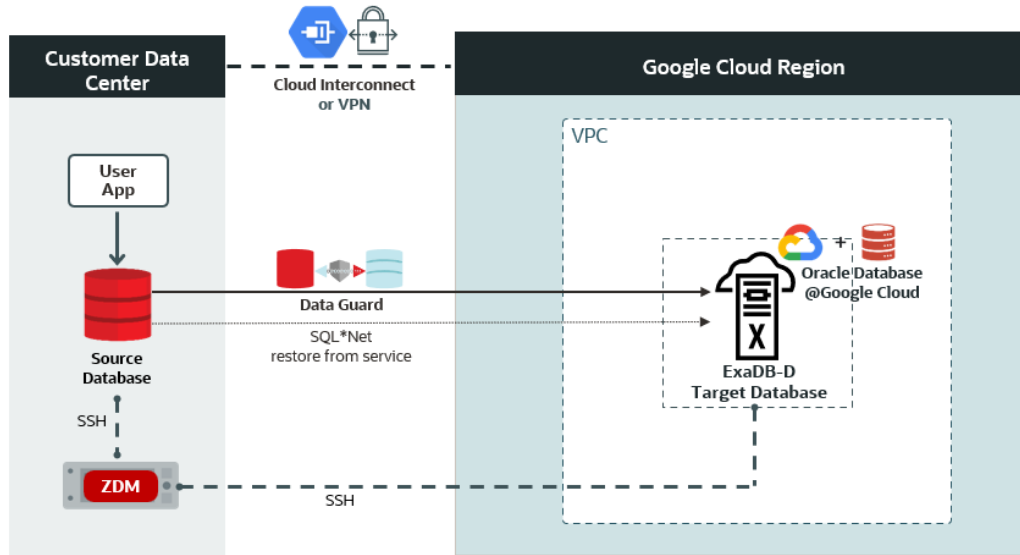 Customer Data
Center
Cloud Interconnect
or VPN
Google Cloud Region
VPC
User
App
Data Guard
SQL*Net
restore from service
Source
Database
+
Oracle Database
@Google Cloud
X
ExaDB-D
Target Database
SSH
ZDM
SSH